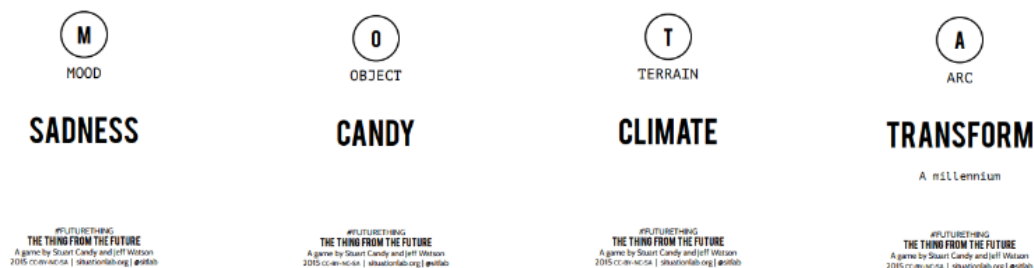 M
MOOD
SADNESS
#FUTURETHING
THE THING FROM THE FUTURE
A game by Stuart Candy and Jeff Watson
2015 CC-BY-NC-SA | situationlab.org | @sitlab
O
OBJECT
CANDY
#FUTURETHING
THE THING FROM THE FUTURE
A game by Stuart Candy and Jeff Watson
2015 CC-BY-NC-SA | situationlab.org | @sitlab
T
TERRAIN
CLIMATE
#FUTURETHING
THE THING FROM THE FUTURE
A game by Stuart Candy and Jeff Watson
2015 CC-BY-NC-SA | situationlab.org | @sitlab
A
ARC
TRANSFORM
A millennium
#FUTURETHING
THE THING FROM THE FUTURE
A game by Stuart Candy and Jeff Watson
2015 CC-BY-NC-SA | situationlab.org | @sitlab